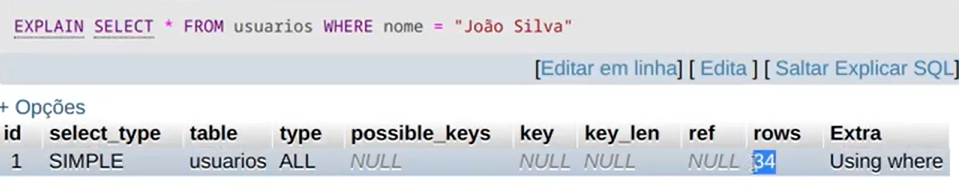 EXPLAIN SELECT * FROM usuarios WHERE nome = "João Silva"
[Editar em linha] [ Edita ] [ Saltar Explicar SQL]
+ Opções
id select_type table type possible_keys key key_len ref rows Extra
1 SIMPLE usuarios ALL NULL NULL NULL NULL 34 Using where